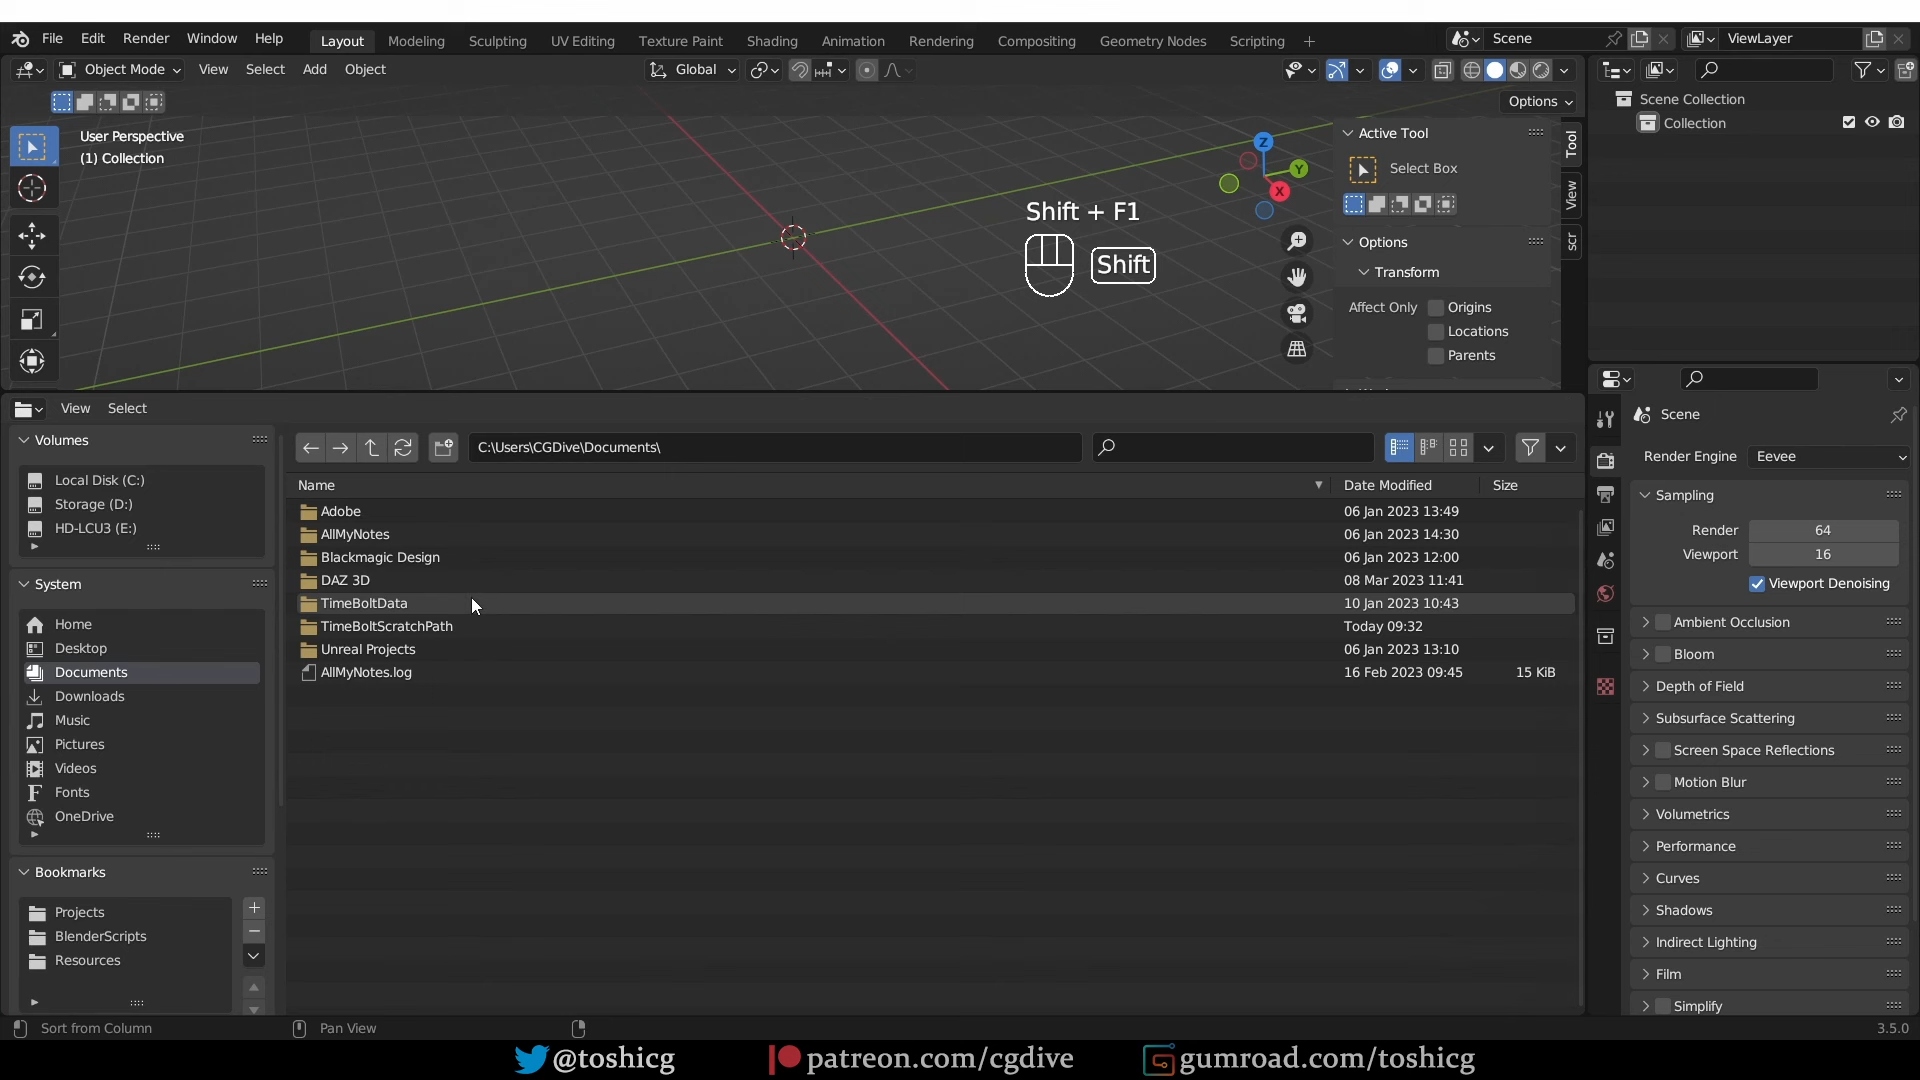 File Edit Render Window Help Layout Modeling Sculpting UV Editing Texture Paint Shading Animation Rendering Compositing Geometry Nodes Scripting + Scene ViewLayer
Object Mode View Select Add Object Global
Options
User Perspective
(1) Collection
Shift + F1
Shift
Z
Y
X
Active Tool
Select Box
Options
Transform
Affect Only Origins
Locations
Parents
Tool
View
scr
Scene Collection
Collection
View Select
Volumes
Local Disk (C:)
Storage (D:)
HD-LCU3 (E:)
System
Home
Desktop
Documents
Downloads
Music
Pictures
Videos
Fonts
OneDrive
Bookmarks
Projects
BlenderScripts
Resources
C:\Users\CGDive\Documents\
Name Date Modified Size
Adobe 06 Jan 2023 13:49
AllMyNotes 06 Jan 2023 14:30
Blackmagic Design 06 Jan 2023 12:00
DAZ 3D 08 Mar 2023 11:41
TimeBoltData 10 Jan 2023 10:43
TimeBoltScratchPath Today 09:32
Unreal Projects 06 Jan 2023 13:10
AllMyNotes.log 16 Feb 2023 09:45 15 KiB
Scene
Render Engine Eevee
Sampling
Render 64
Viewport 16
Viewport Denoising
Ambient Occlusion
Bloom
Depth of Field
Subsurface Scattering
Screen Space Reflections
Motion Blur
Volumetrics
Performance
Curves
Shadows
Indirect Lighting
Film
Simplify
Sort from Column Pan View 3.5.0
@toshicg patreon.com/cgdive gumroad.com/toshicg